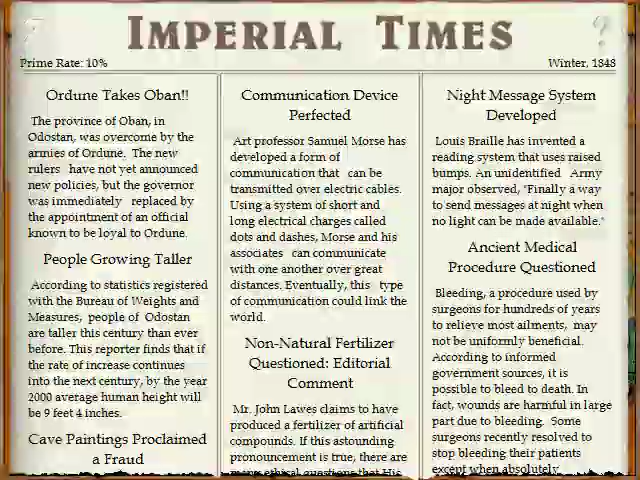 Imperial Times
Prime Rate: 10%
Winter, 1848
Ordune Takes Oban!!
The province of Oban, in
Odostan, was overcome by the
armies of Ordune. The new
rulers have not yet announced
new policies, but the governor
was immediately replaced by
the appointment of an official
known to be loyal to Ordune.
People Growing Taller
According to statistics registered
with the Bureau of Weights and
Measures, people of Odostan
are taller this century than ever
before. This reporter finds that if
the rate of increase continues
into the next century, by the year
2000 average human height will
be 9 feet 4 inches.
Cave Paintings Proclaimed
a Fraud
Communication Device
Perfected
Art professor Samuel Morse has
developed a form of
communication that can be
transmitted over electric cables.
Using a system of short and
long electrical charges called
dots and dashes, Morse and his
associates can communicate
with one another over great
distances. Eventually, this type
of communication could link the
world.
Non-Natural Fertilizer
Questioned: Editorial
Comment
Mr. John Lawes claims to have
produced a fertilizer of artificial
compounds. If this astounding
pronouncement is true, there are
many ethical questions that His
Night Message System
Developed
Louis Braille has invented a
reading system that uses raised
bumps. An unidentified Army
major observed, "Finally a way
to send messages at night when
no light can be made available."
Ancient Medical
Procedure Questioned
Bleeding, a procedure used by
surgeons for hundreds of years
to relieve most ailments, may
not be uniformly beneficial.
According to informed
government sources, it is
possible to bleed to death. In
fact, wounds are harmful in large
part due to bleeding. Some
surgeons recently resolved to
stop bleeding their patients
except when absolutely